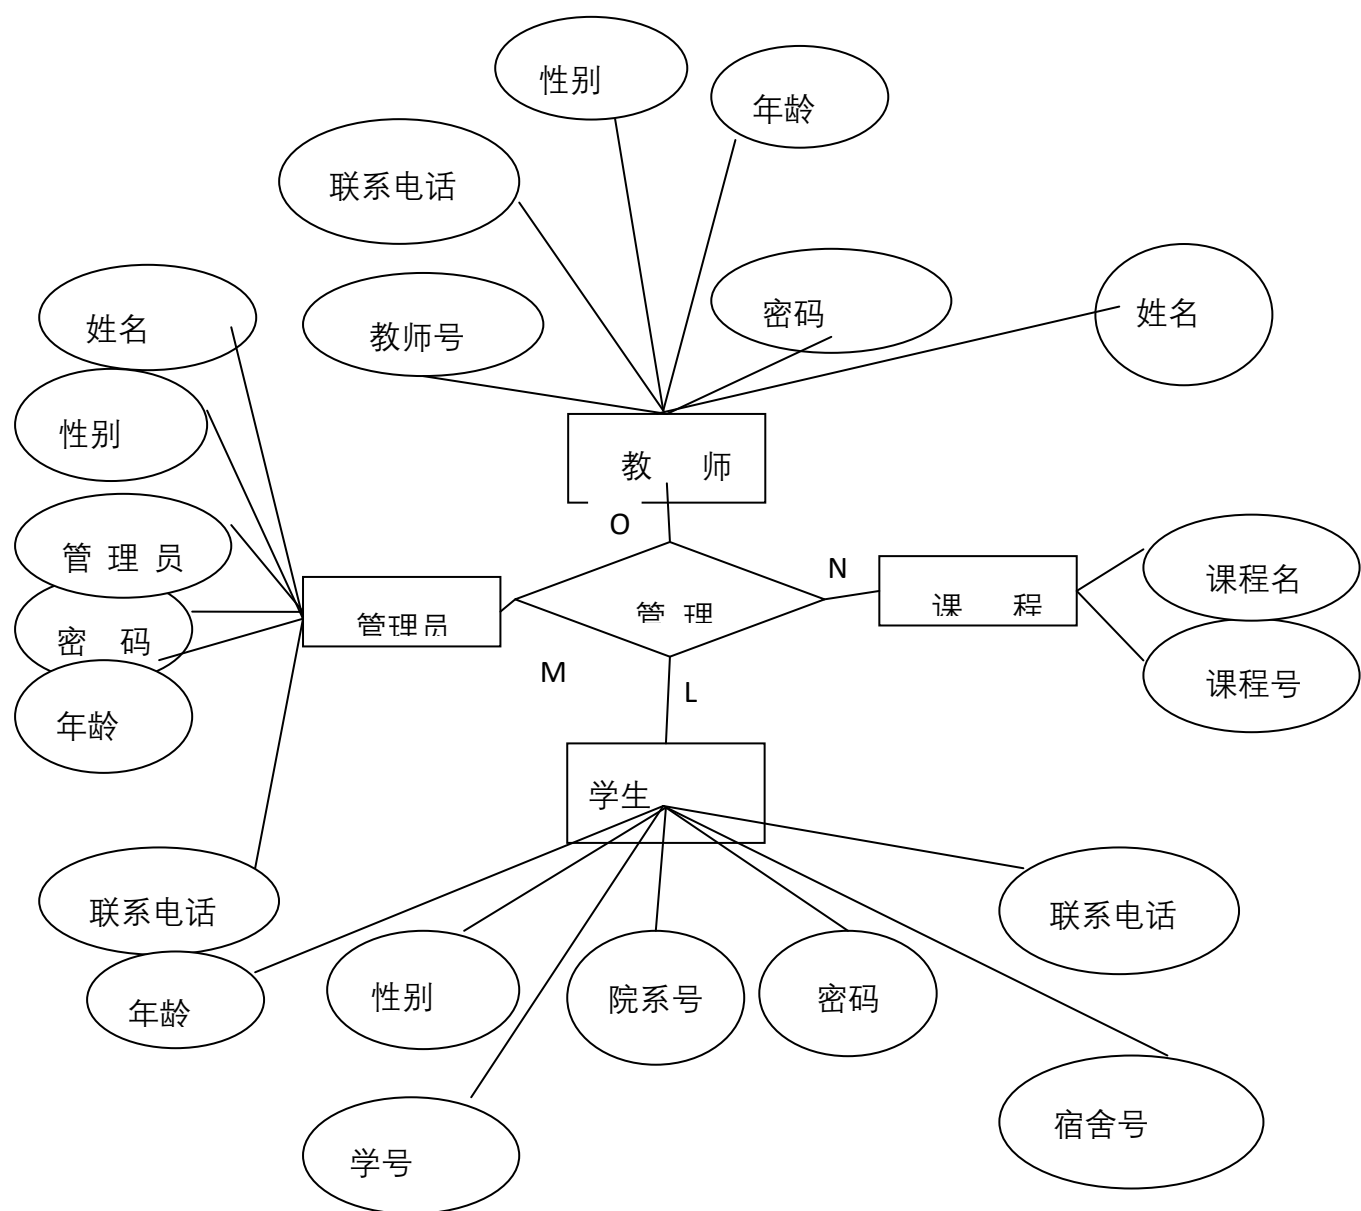 性别
年龄
联系电话
密码
姓名
教师号
姓名
性别
教 师
O
管 理 员
N
课程名
管理员
管 理
课 程
密 码
M
L
课程号
年龄
学生
联系电话
联系电话
年龄
性别
院系号
密码
宿舍号
学号